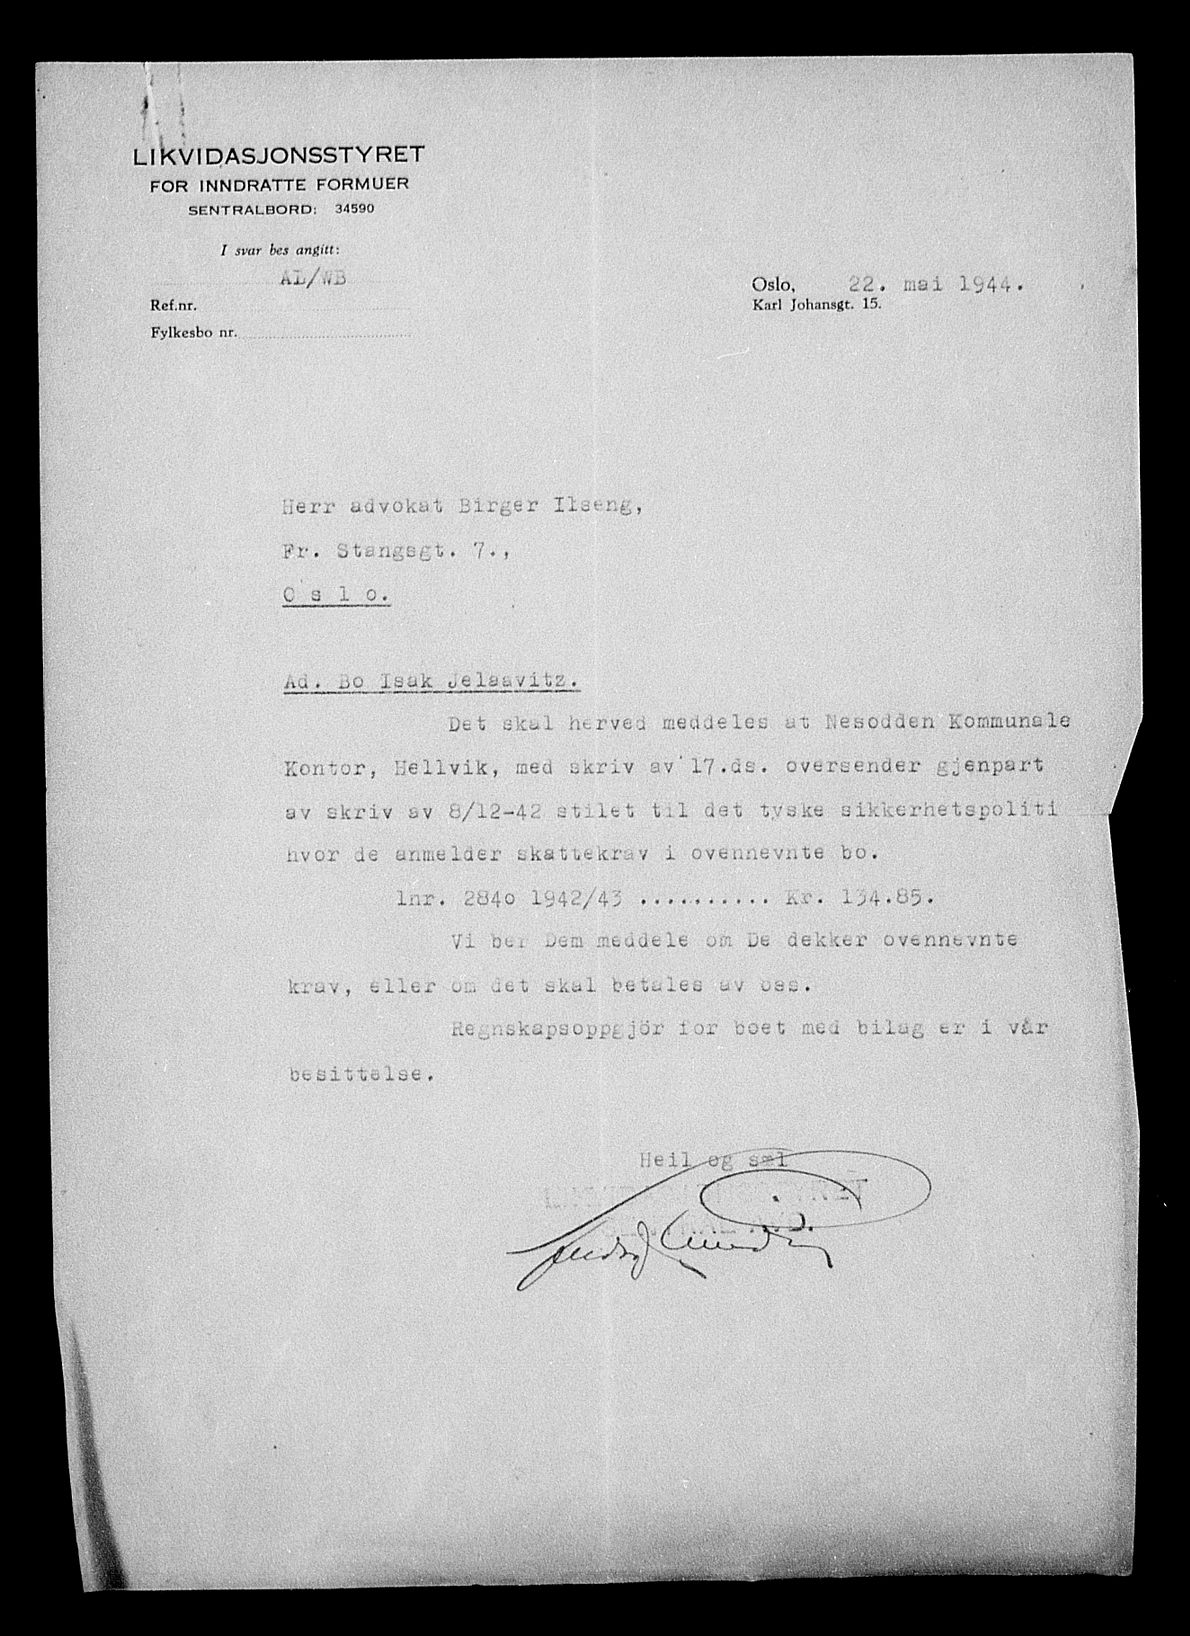 LIKVIDASJONSSTYRET
FOR INNDRATTE FORMUER
SENTRALBORD: 34590
I svar bes angitt:
AL/WB
Ref.nr.
Fylkesbo nr.
Oslo, 22. mai 1944.
Karl Johansgt. 15.
Herr advokat Birger Ilseng,
Fr. Stangsgt. 7.,
O s l o.
Ad. Bo Isak Jelaavitz.
Det skal herved meddeles at Nesodden Kommunale
Kontor, Hellvik, med skriv av 17.ds. oversender gjenpart
av skriv av 8/12-42 stilet til det tyske sikkerhetspoliti
hvor de anmelder skattekrav i ovennevnte bo.
lnr. 284o 1942/43 .......... Kr. 134.85.
Vi ber Dem meddele om De dekker ovennevnte
krav, eller om det skal betales av oss.
Regnskapsoppgjör for boet med bilag er i vår
besittelse.
Heil og sæl